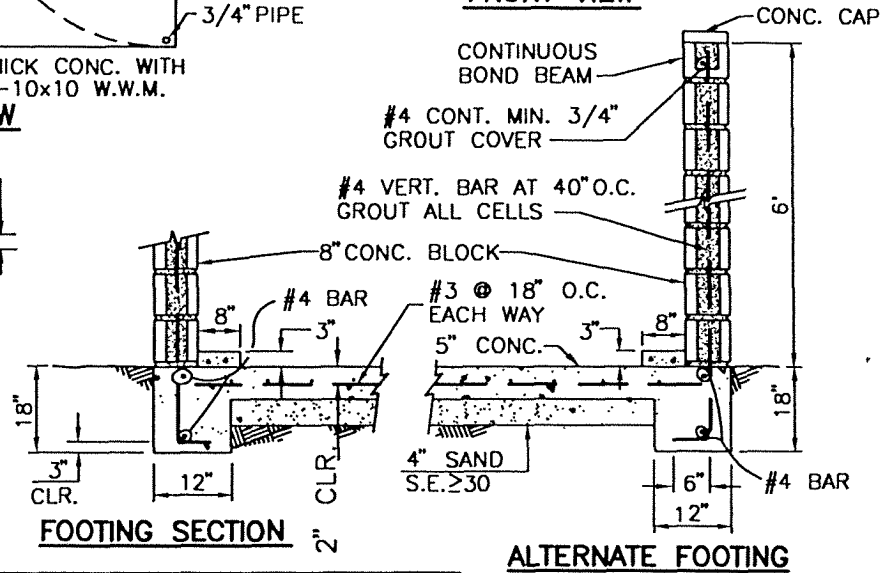 3/4" PIPE
FRONT VIEW
CONC. CAP
HICK CONC. WITH
-10x10 W.W.M.
W
CONTINUOUS
BOND BEAM
#4 CONT. MIN. 3/4"
GROUT COVER
#4 VERT. BAR AT 40" O.C.
GROUT ALL CELLS
6'
8" CONC. BLOCK
#4 BAR
#3 @ 18" O.C.
EACH WAY
8"
3"
5" CONC.
3"
8"
18"
18"
3"
CLR.
12"
2" CLR.
4" SAND
S.E.≥30
6"
12"
#4 BAR
FOOTING SECTION
ALTERNATE FOOTING